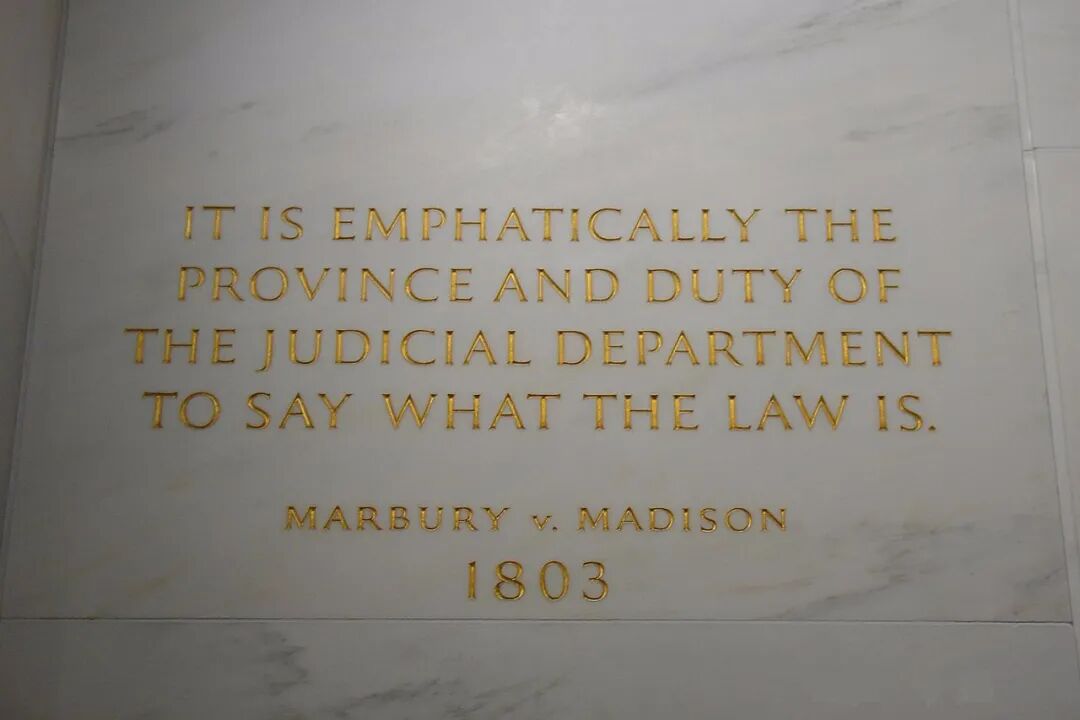 IT IS EMPHATICALLY THE
PROVINCE AND DUTY OF
THE JUDICIAL DEPARTMENT
TO SAY WHAT THE LAW IS.
MARBURY v. MADISON
1803